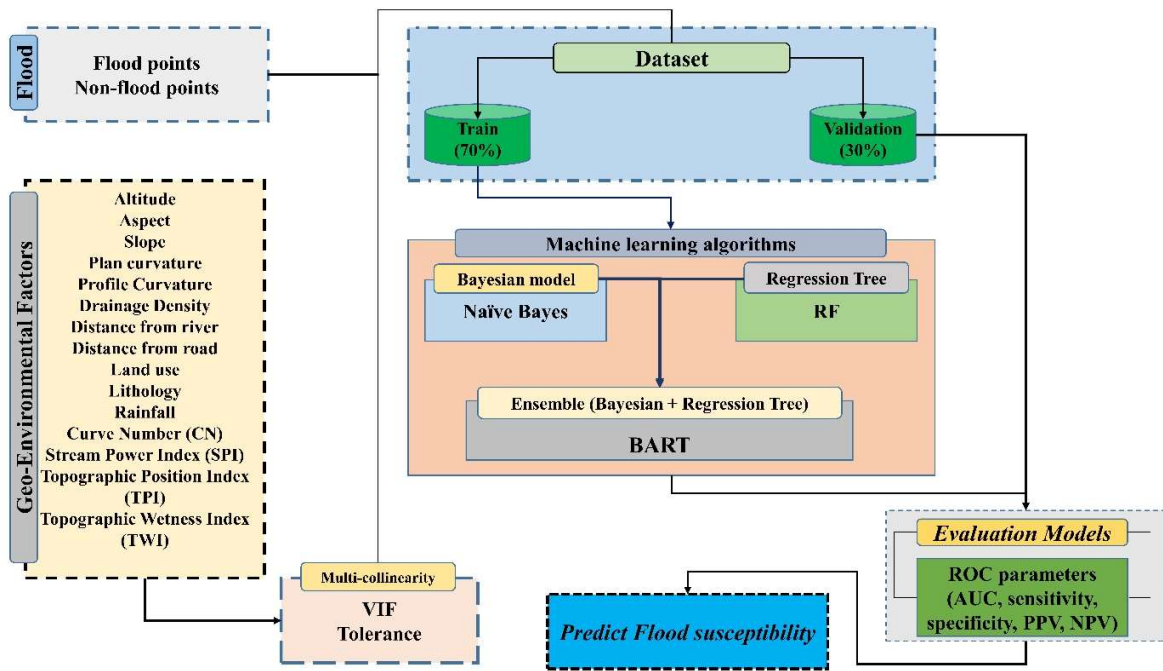 Flood
Flood points
Non-flood points
Geo-Environmental Factors
Altitude
Aspect
Slope
Plan curvature
Profile Curvature
Drainage Density
Distance from river
Distance from road
Land use
Lithology
Rainfall
Curve Number (CN)
Stream Power Index (SPI)
Topographic Position Index
(TPI)
Topographic Wetness Index
(TWI)
Multi-collinearity
VIF
Tolerance
Dataset
Train
(70%)
Validation
(30%)
Machine learning algorithms
Bayesian model
Naïve Bayes
Regression Tree
RF
Ensemble (Bayesian + Regression Tree)
BART
Evaluation Models
ROC parameters
(AUC, sensitivity,
specificity, PPV, NPV)
Predict Flood susceptibility